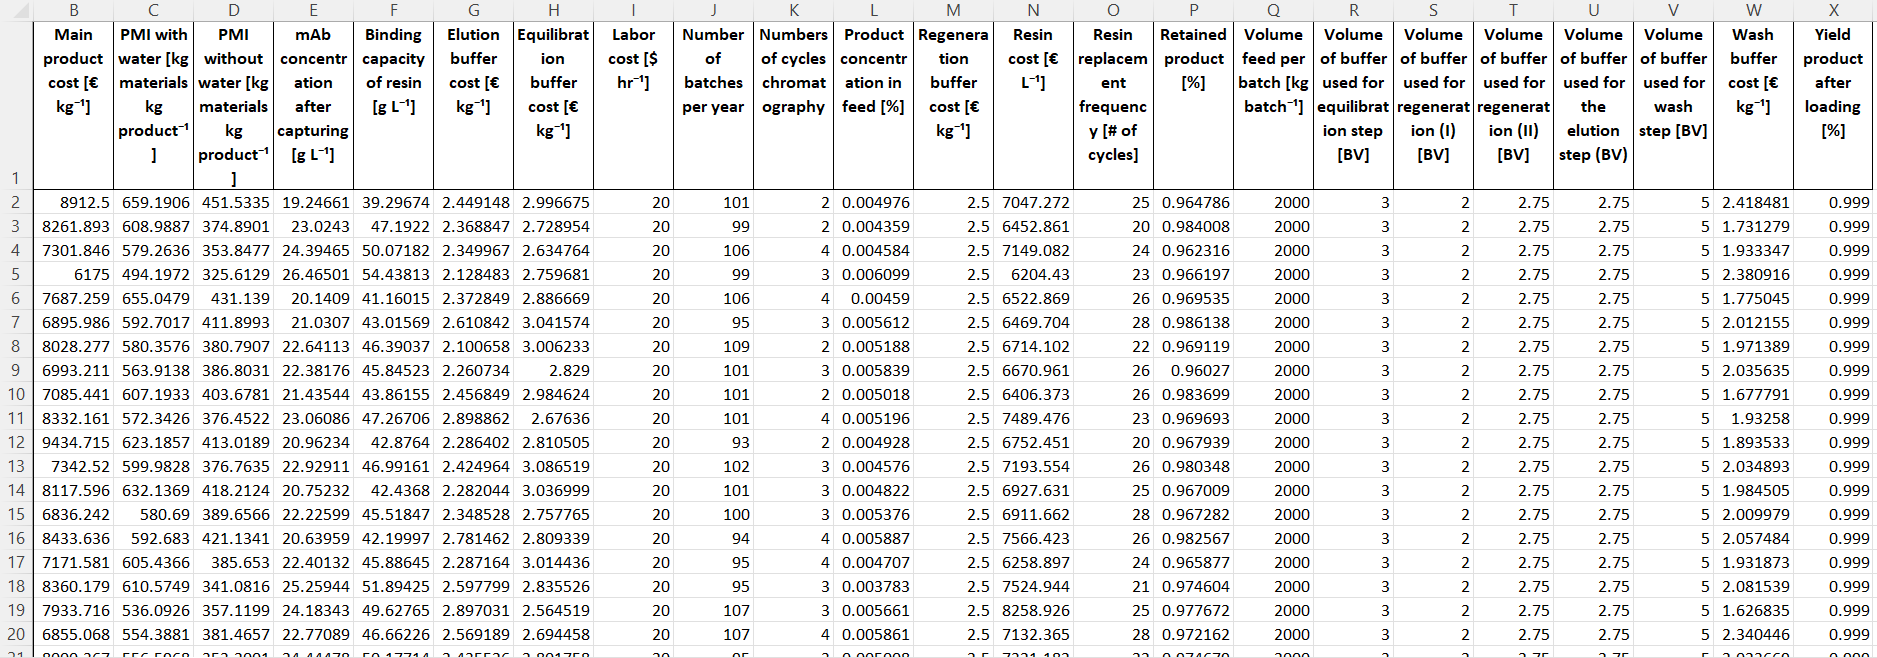 B C D E F G H I J K L M N O P Q R S T U V W X
1 Main product cost [€ kg⁻¹] PMI with water [kg materials kg product⁻¹] PMI without water [kg materials kg product⁻¹] mAb concentration after capturing [g L⁻¹] Binding capacity of resin [g L⁻¹] Elution buffer cost [€ kg⁻¹] Equilibration buffer cost [€ kg⁻¹] Labor cost [$ hr⁻¹] Number of batches per year Numbers of cycles chromatography Product concentration in feed [%] Regeneration buffer cost [€ kg⁻¹] Resin cost [€ L⁻¹] Resin replacement frequency [# of cycles] Retained product [%] Volume feed per batch [kg batch⁻¹] Volume of buffer used for equilibration step [BV] Volume of buffer used for regeneration (I) [BV] Volume of buffer used for regeneration (II) [BV] Volume of buffer used for the elution step (BV) Volume of buffer used for wash step [BV] Wash buffer cost [€ kg⁻¹] Yield product after loading [%]
2 8912.5 659.1906 451.5335 19.24661 39.29674 2.449148 2.996675 20 101 2 0.004976 2.5 7047.272 25 0.964786 2000 3 2 2.75 2.75 5 2.418481 0.999
3 8261.893 608.9887 374.8901 23.0243 47.1922 2.368847 2.728954 20 99 2 0.004359 2.5 6452.861 20 0.984008 2000 3 2 2.75 2.75 5 1.731279 0.999
4 7301.846 579.2636 353.8477 24.39465 50.07182 2.349967 2.634764 20 106 4 0.004584 2.5 7149.082 24 0.962316 2000 3 2 2.75 2.75 5 1.933347 0.999
5 6175 494.1972 325.6129 26.46501 54.43813 2.128483 2.759681 20 99 3 0.006099 2.5 6204.43 23 0.966197 2000 3 2 2.75 2.75 5 2.380916 0.999
6 7687.259 655.0479 431.139 20.1409 41.16015 2.372849 2.886669 20 106 4 0.00459 2.5 6522.869 26 0.969535 2000 3 2 2.75 2.75 5 1.775045 0.999
7 6895.986 592.7017 411.8993 21.0307 43.01569 2.610842 3.041574 20 95 3 0.005612 2.5 6469.704 28 0.986138 2000 3 2 2.75 2.75 5 2.012155 0.999
8 8028.277 580.3576 380.7907 22.64113 46.39037 2.100658 3.006233 20 109 2 0.005188 2.5 6714.102 22 0.969119 2000 3 2 2.75 2.75 5 1.971389 0.999
9 6993.211 563.9138 386.8031 22.38176 45.84523 2.260734 2.829 20 101 3 0.005839 2.5 6670.961 26 0.96027 2000 3 2 2.75 2.75 5 2.035635 0.999
10 7085.441 607.1933 403.6781 21.43544 43.86155 2.456849 2.984624 20 101 2 0.005018 2.5 6406.373 26 0.983699 2000 3 2 2.75 2.75 5 1.677791 0.999
11 8332.161 572.3426 376.4522 23.06086 47.26706 2.898862 2.67636 20 101 4 0.005196 2.5 7489.476 23 0.969693 2000 3 2 2.75 2.75 5 1.93258 0.999
12 9434.715 623.1857 413.0189 20.96234 42.8764 2.286402 2.810505 20 93 2 0.004928 2.5 6752.451 20 0.967939 2000 3 2 2.75 2.75 5 1.893533 0.999
13 7342.52 599.9828 376.7635 22.92911 46.99161 2.424964 3.086519 20 102 3 0.004576 2.5 7193.554 26 0.980348 2000 3 2 2.75 2.75 5 2.034893 0.999
14 8117.596 632.1369 418.2124 20.75232 42.4368 2.282044 3.036999 20 101 3 0.004822 2.5 6927.631 25 0.967009 2000 3 2 2.75 2.75 5 1.984505 0.999
15 6836.242 580.69 389.6566 22.22599 45.51847 2.348528 2.757765 20 100 3 0.005376 2.5 6911.662 28 0.967282 2000 3 2 2.75 2.75 5 2.009979 0.999
16 8433.636 592.683 421.1341 20.63959 42.19997 2.781462 2.809339 20 94 4 0.005887 2.5 7566.423 26 0.982567 2000 3 2 2.75 2.75 5 2.057484 0.999
17 7171.581 605.4366 385.653 22.40132 45.88645 2.287164 3.014436 20 95 4 0.004707 2.5 6258.897 24 0.965877 2000 3 2 2.75 2.75 5 1.931873 0.999
18 8360.179 610.5749 341.0816 25.25944 51.89425 2.597799 2.835526 20 95 3 0.003783 2.5 7524.944 21 0.974604 2000 3 2 2.75 2.75 5 2.081539 0.999
19 7933.716 536.0926 357.1199 24.18343 49.62765 2.897031 2.564519 20 107 3 0.005661 2.5 8258.926 25 0.977672 2000 3 2 2.75 2.75 5 1.626835 0.999
20 6855.068 554.3881 381.4657 22.77089 46.66226 2.569189 2.694458 20 107 4 0.005861 2.5 7132.365 28 0.972162 2000 3 2 2.75 2.75 5 2.340446 0.999